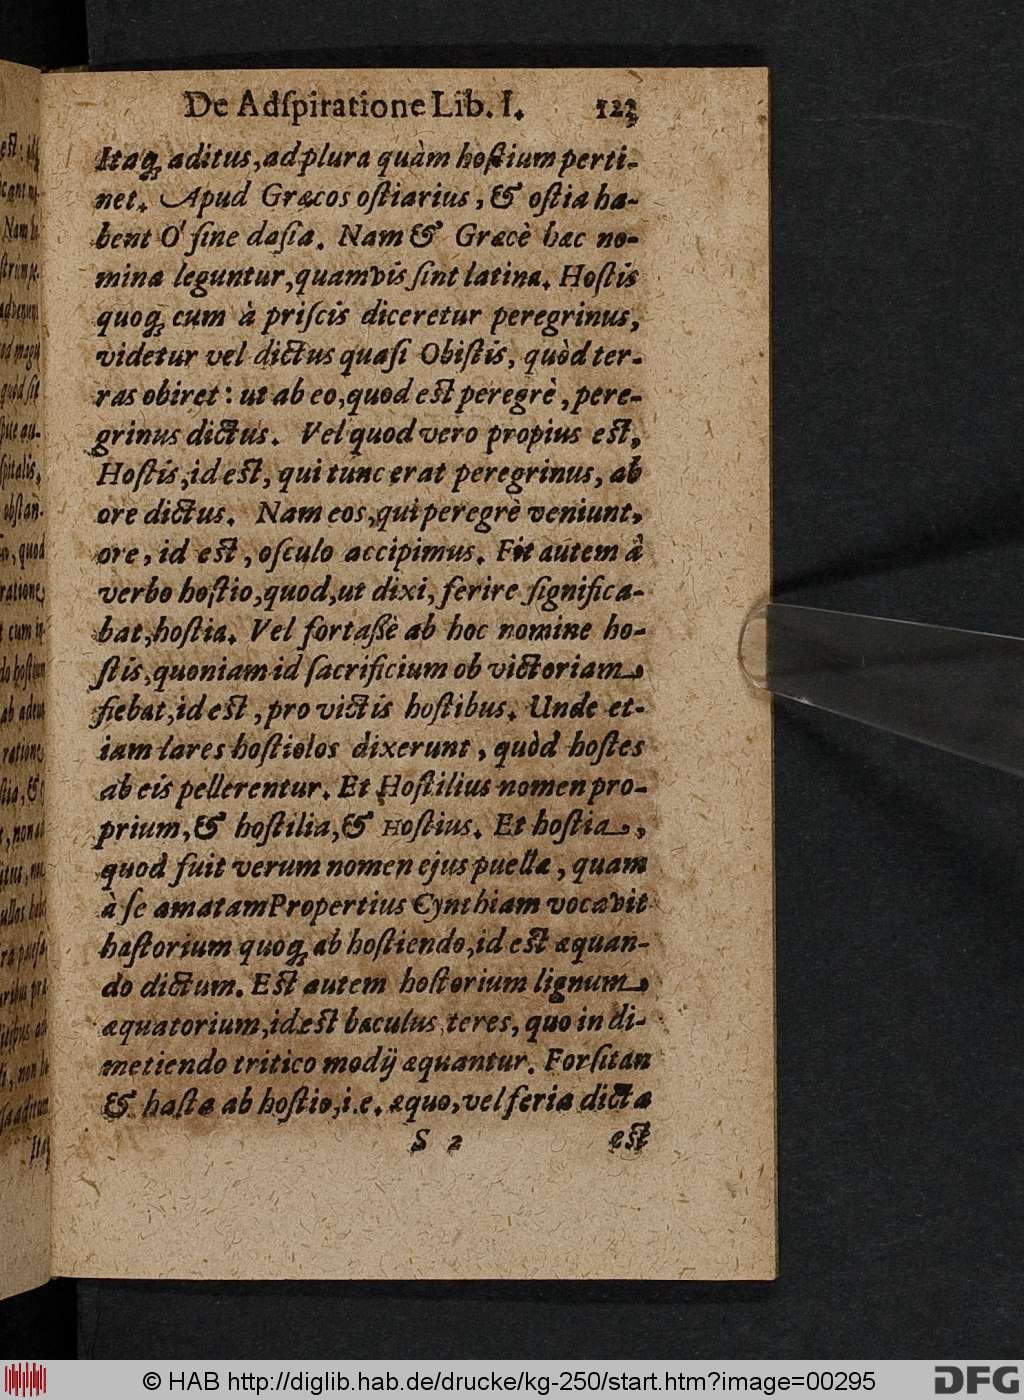 De Adſpiratione Lib. I. 123
Itaq; aditus, ad plura quàm hoſtium perti-
net. Apud Græcos oſtiarius, & oſtia ha-
bent O' ſine daſia. Nam & Græcè hæc no-
mina leguntur, quamvis ſint latina. Hoſtis
quoq; cum à priſcis diceretur peregrinus,
videtur vel dictus quaſi Obiſtis, quòd ter-
ras obiret: ut ab eo, quod eſt peregrè, pere-
grinus dictus. Vel quod vero propius eſt,
Hoſtis, id eſt, qui tunc erat peregrinus, ab
ore dictus. Nam eos, qui peregrè veniunt,
ore, id eſt, oſculo accipimus. Fit autem à
verbo hoſtio, quod, ut dixi, ferire ſignifica-
bat, hoſtia. Vel fortaßè ab hoc nomine ho-
ſtis, quoniam id ſacrificium ob victoriam,
fiebat, id eſt, pro victis hoſtibus. Unde et-
iam lares hoſtiolos dixerunt, quòd hoſtes
ab eis pellerentur. Et Hoſtilius nomen pro-
prium, & hoſtilia, & Hoſtius. Et hoſtia,
quod fuit verum nomen ejus puellæ, quam
à ſe amatam Propertius Cynthiam vocavit
haſtorium quoq; ab hoſtiendo, id eſt æquan-
do dictum. Eſt autem hoſtorium lignum,
æquatorium, id eſt baculus teres, quo in di-
metiendo tritico modij æquantur. Forſitan
& haſta ab hoſtio, i.e. æquo, vel feria dicta
S 2 eſt
© HAB http://diglib.hab.de/drucke/kg-250/start.htm?image=00295
DFG